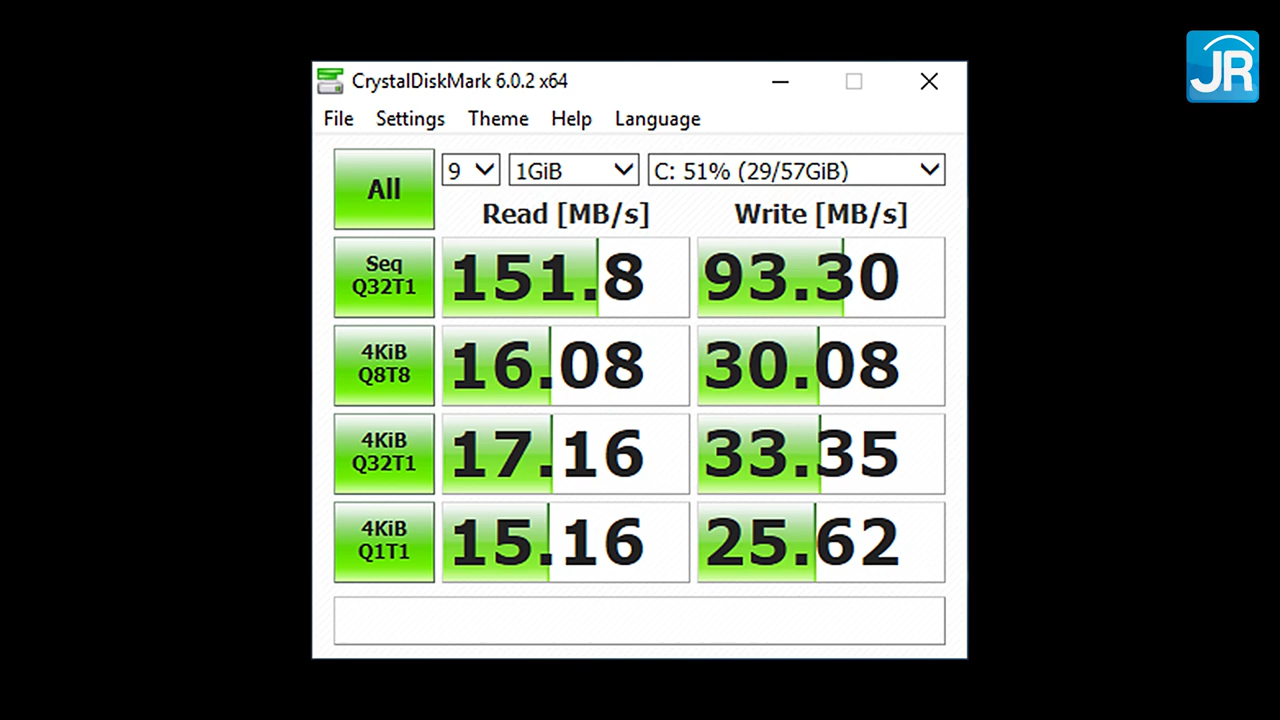 JR
CrystalDiskMark 6.0.2 x64
File Settings Theme Help Language
All 9 1GiB C: 51% (29/57GiB)
Read [MB/s] Write [MB/s]
Seq
Q32T1
151.8 93.30
4KiB
Q8T8
16.08 30.08
4KiB
Q32T1
17.16 33.35
4KiB
Q1T1
15.16 25.62